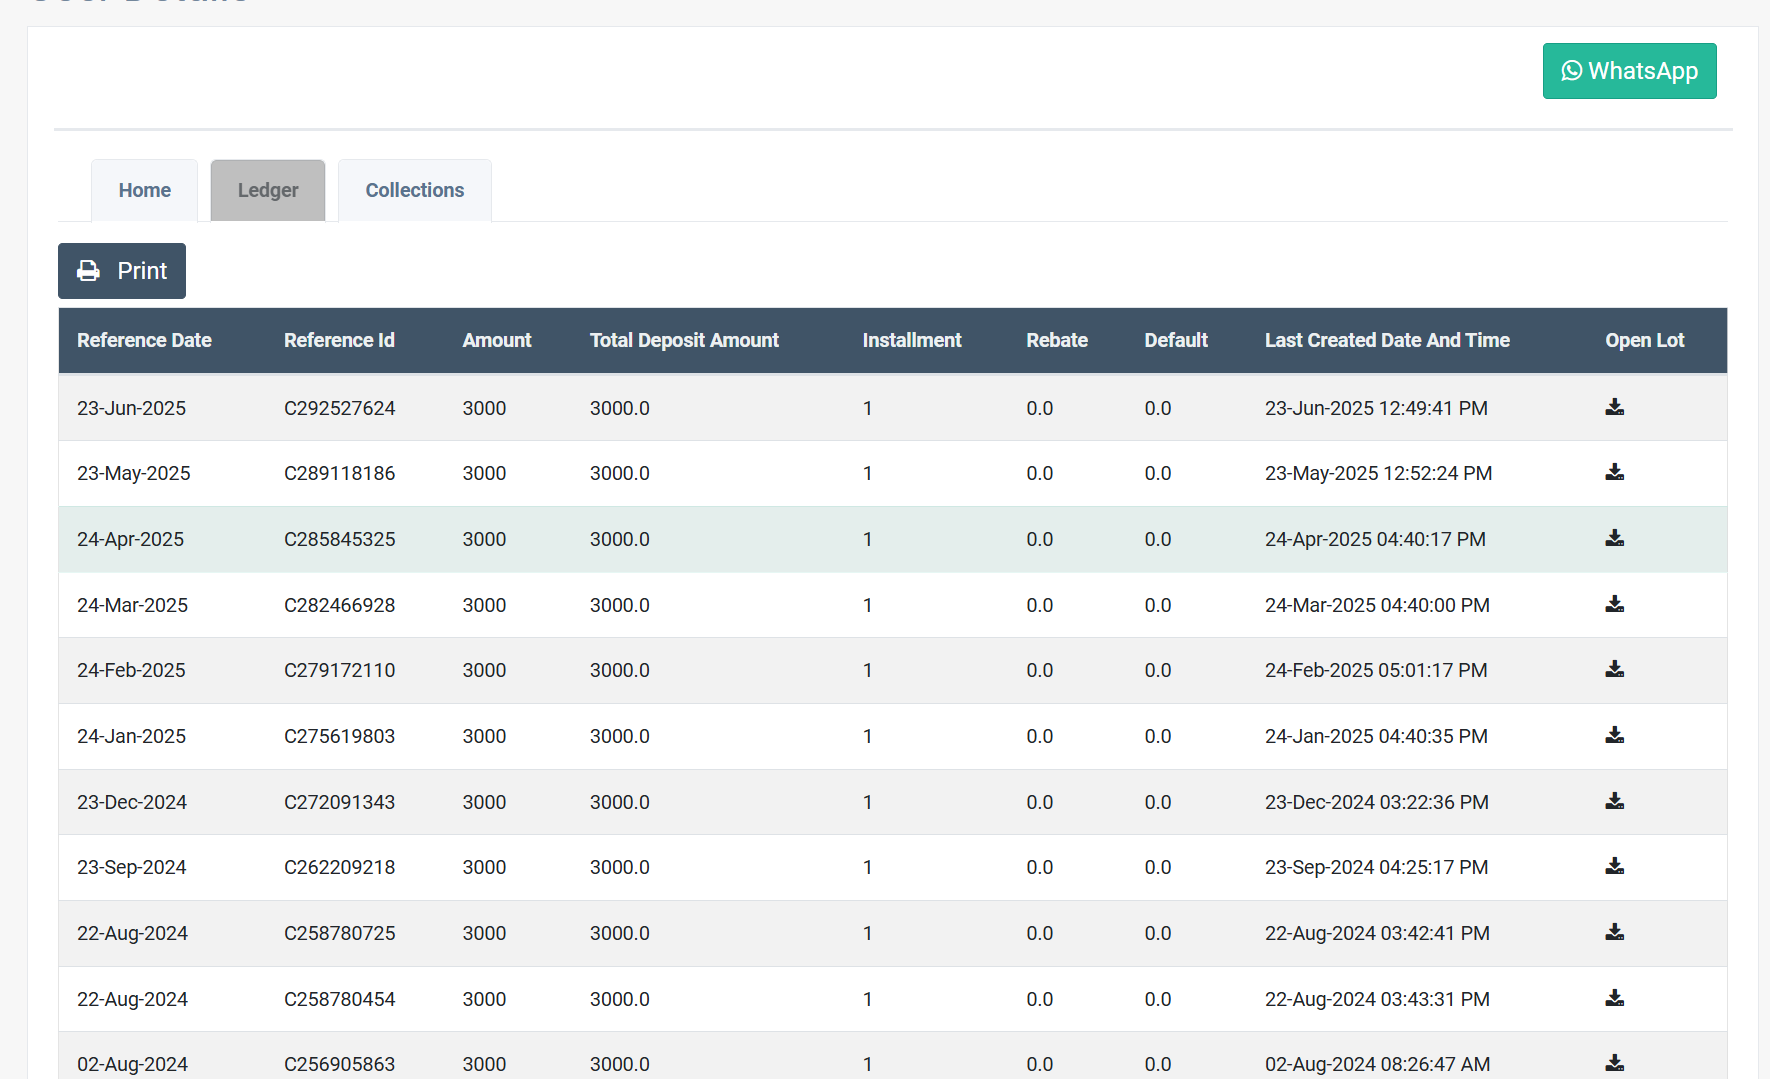 WhatsApp
Home Ledger Collections
Print
Reference Date Reference Id Amount Total Deposit Amount Installment Rebate Default Last Created Date And Time Open Lot
23-Jun-2025 C292527624 3000 3000.0 1 0.0 0.0 23-Jun-2025 12:49:41 PM
23-May-2025 C289118186 3000 3000.0 1 0.0 0.0 23-May-2025 12:52:24 PM
24-Apr-2025 C285845325 3000 3000.0 1 0.0 0.0 24-Apr-2025 04:40:17 PM
24-Mar-2025 C282466928 3000 3000.0 1 0.0 0.0 24-Mar-2025 04:40:00 PM
24-Feb-2025 C279172110 3000 3000.0 1 0.0 0.0 24-Feb-2025 05:01:17 PM
24-Jan-2025 C275619803 3000 3000.0 1 0.0 0.0 24-Jan-2025 04:40:35 PM
23-Dec-2024 C272091343 3000 3000.0 1 0.0 0.0 23-Dec-2024 03:22:36 PM
23-Sep-2024 C262209218 3000 3000.0 1 0.0 0.0 23-Sep-2024 04:25:17 PM
22-Aug-2024 C258780725 3000 3000.0 1 0.0 0.0 22-Aug-2024 03:42:41 PM
22-Aug-2024 C258780454 3000 3000.0 1 0.0 0.0 22-Aug-2024 03:43:31 PM
02-Aug-2024 C256905863 3000 3000.0 1 0.0 0.0 02-Aug-2024 08:26:47 AM